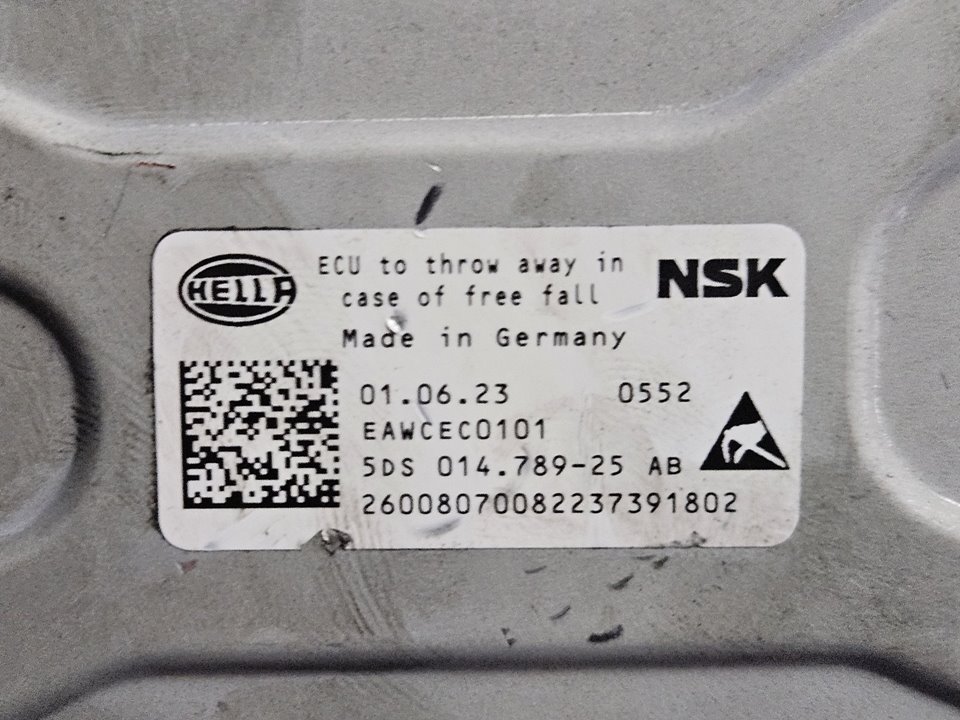 HELLA
ECU to throw away in
case of free fall
NSK
Made in Germany
01.06.23 0552
EAWCEC0101
5DS 014.789-25 AB
26008070082237391802